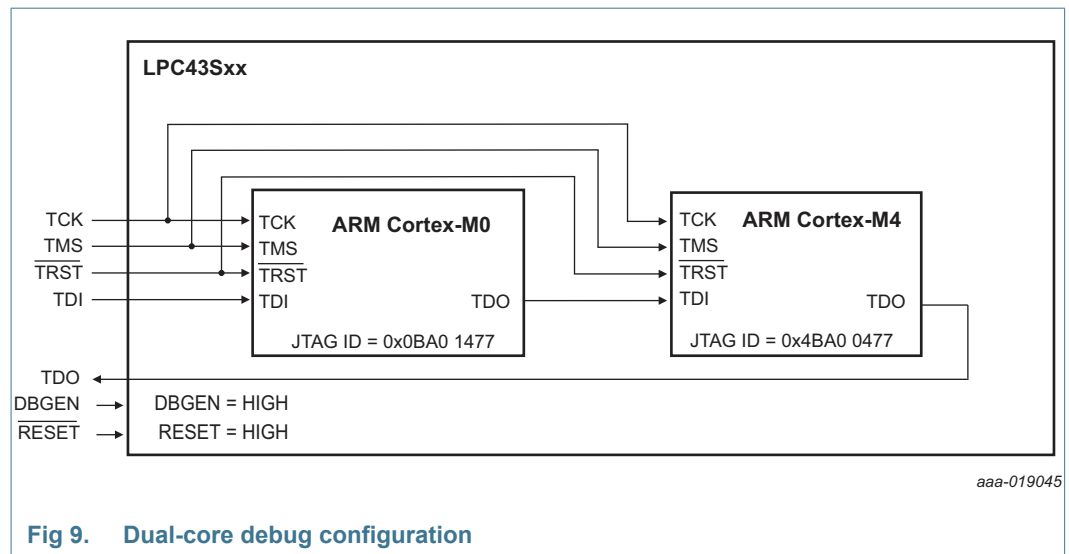 LPC43Sxx
TCK
TMS
TRST
TDI
TCK
TMS
TRST
TDI
ARM Cortex-M0
TDO
JTAG ID = 0x0BA0 1477
TCK
TMS
TRST
TDI
ARM Cortex-M4
TDO
JTAG ID = 0x4BA0 0477
TDO
DBGEN
RESET
DBGEN = HIGH
RESET = HIGH
aaa-019045
Fig 9. Dual-core debug configuration